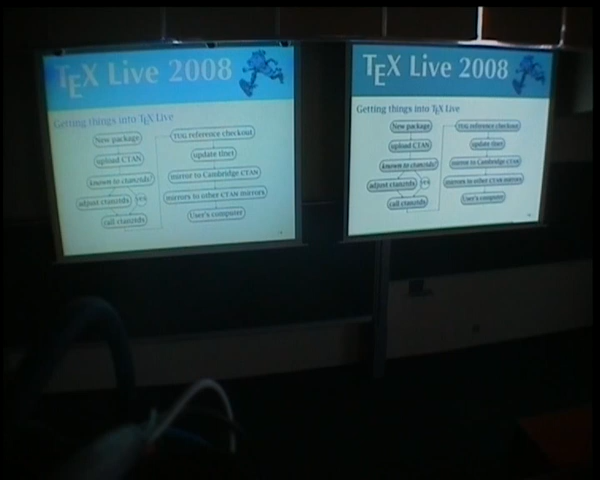 TEX Live 2008
Getting things into TEX Live
New package
upload CTAN
known to ctan2tds?
adjust ctan2tds
yes
call ctan2tds
TUG reference checkout
update tlnet
mirror to Cambridge CTAN
mirrors to other CTAN mirrors
User's computer
TEX Live 2008
Getting things into TEX Live
New package
upload CTAN
known to ctan2tds?
adjust ctan2tds
yes
call ctan2tds
TUG reference checkout
update tlnet
mirror to Cambridge CTAN
mirrors to other CTAN mirrors
User's computer